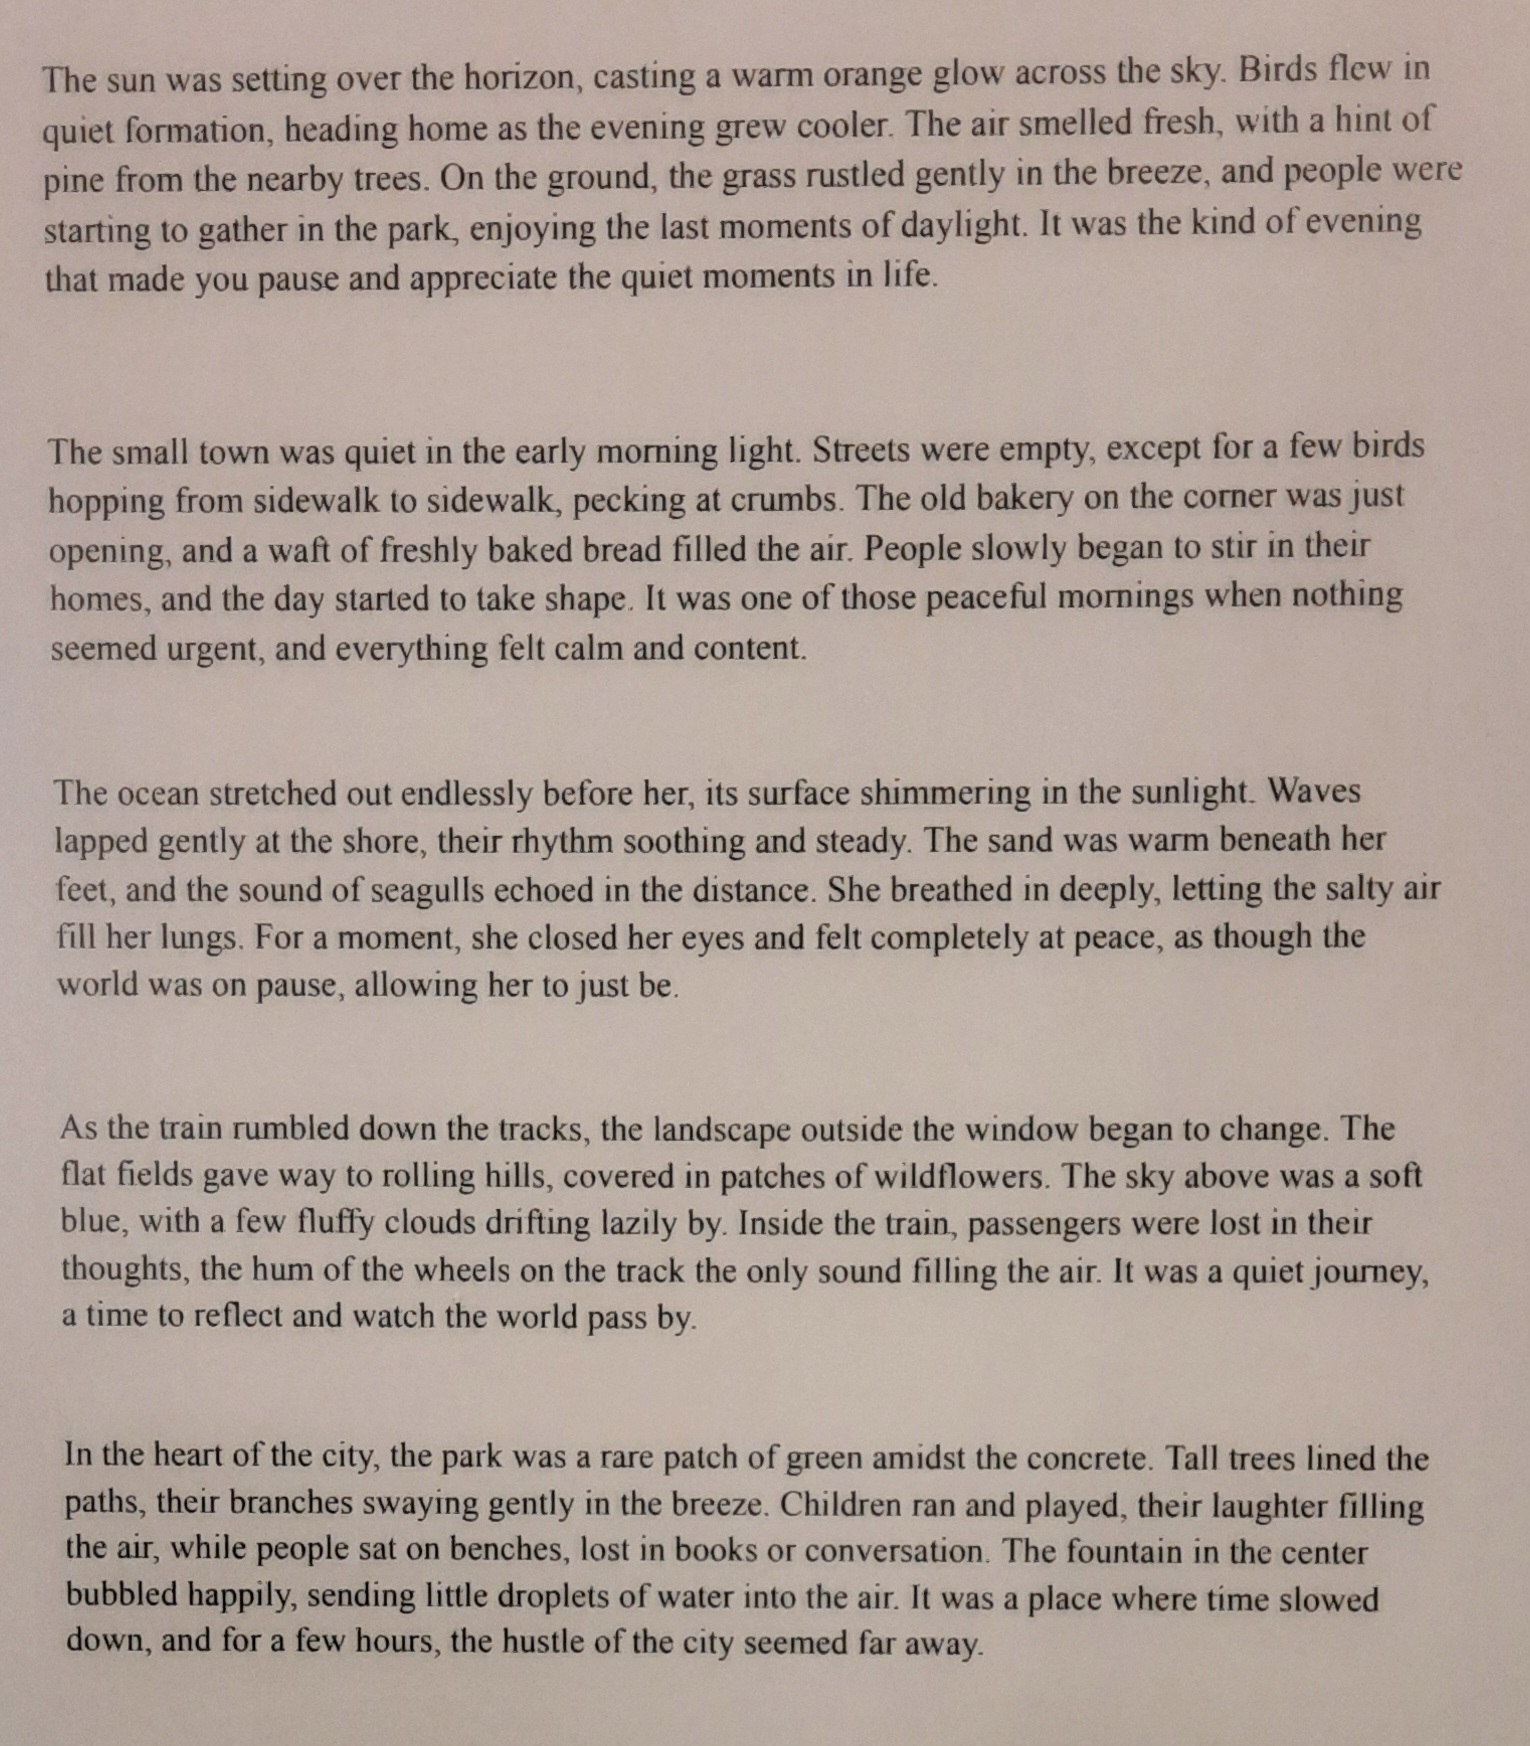 The sun was setting over the horizon, casting a warm orange glow across the sky. Birds flew in
quiet formation, heading home as the evening grew cooler. The air smelled fresh, with a hint of
pine from the nearby trees. On the ground, the grass rustled gently in the breeze, and people were
starting to gather in the park, enjoying the last moments of daylight. It was the kind of evening
that made you pause and appreciate the quiet moments in life.
The small town was quiet in the early morning light. Streets were empty, except for a few birds
hopping from sidewalk to sidewalk, pecking at crumbs. The old bakery on the corner was just
opening, and a waft of freshly baked bread filled the air. People slowly began to stir in their
homes, and the day started to take shape. It was one of those peaceful mornings when nothing
seemed urgent, and everything felt calm and content.
The ocean stretched out endlessly before her, its surface shimmering in the sunlight. Waves
lapped gently at the shore, their rhythm soothing and steady. The sand was warm beneath her
feet, and the sound of seagulls echoed in the distance. She breathed in deeply, letting the salty air
fill her lungs. For a moment, she closed her eyes and felt completely at peace, as though the
world was on pause, allowing her to just be.
As the train rumbled down the tracks, the landscape outside the window began to change. The
flat fields gave way to rolling hills, covered in patches of wildflowers. The sky above was a soft
blue, with a few fluffy clouds drifting lazily by. Inside the train, passengers were lost in their
thoughts, the hum of the wheels on the track the only sound filling the air. It was a quiet journey,
a time to reflect and watch the world pass by.
In the heart of the city, the park was a rare patch of green amidst the concrete. Tall trees lined the
paths, their branches swaying gently in the breeze. Children ran and played, their laughter filling
the air, while people sat on benches, lost in books or conversation. The fountain in the center
bubbled happily, sending little droplets of water into the air. It was a place where time slowed
down, and for a few hours, the hustle of the city seemed far away.